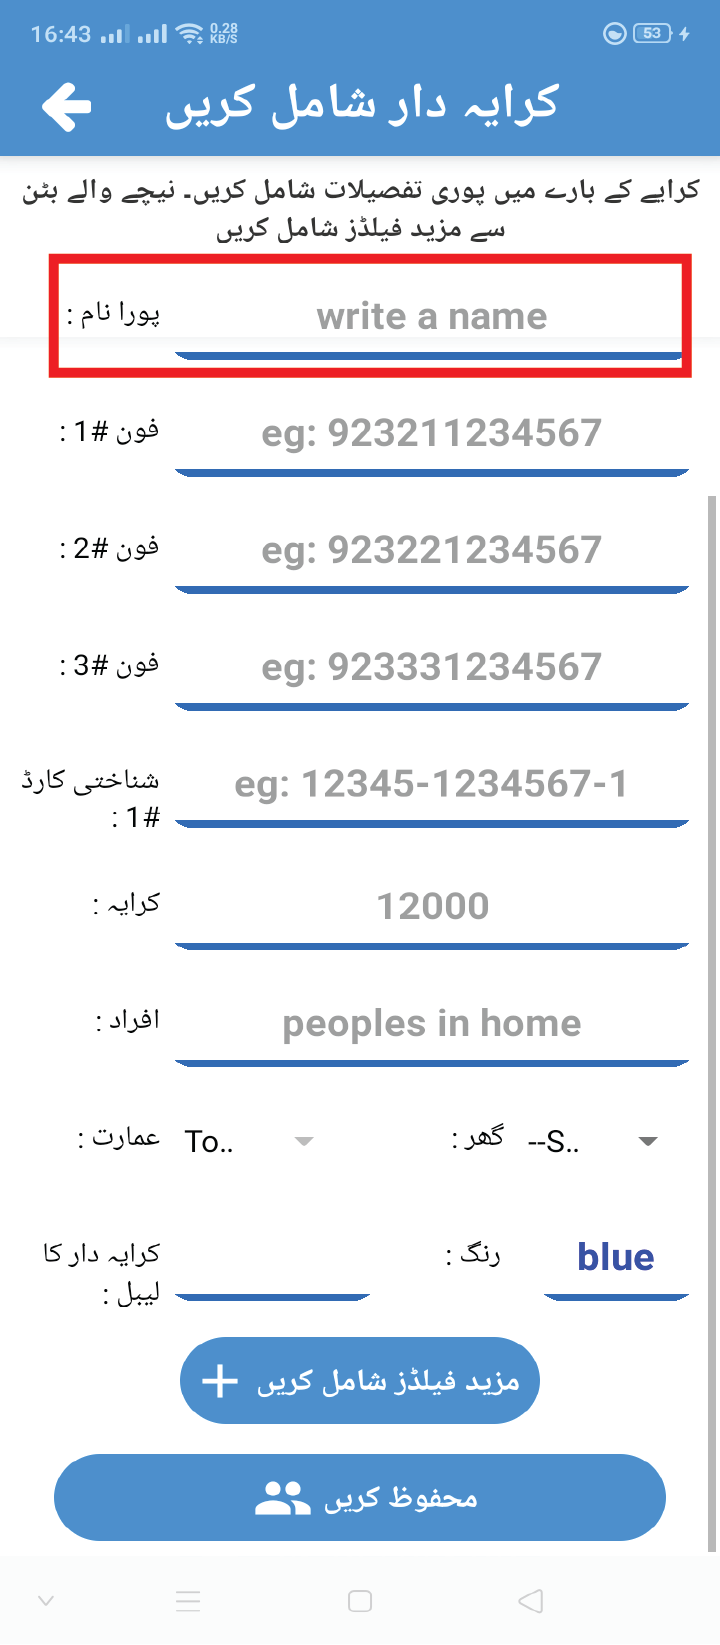 16:43 0.28 KB/S 53
کرایہ دار شامل کریں
کرایے کے بارے میں پوری تفصیلات شامل کریں۔ نیچے والے بٹن
سے مزید فیلڈز شامل کریں
پورا نام : write a name
فون #1 : eg: 923211234567
فون #2 : eg: 923221234567
فون #3 : eg: 923331234567
شناختی کارڈ
#1 : eg: 12345-1234567-1
کرایہ : 12000
افراد : peoples in home
عمارت : To.. گھر : --S..
کرایہ دار کا
لیبل : رنگ : blue
مزید فیلڈز شامل کریں
محفوظ کریں